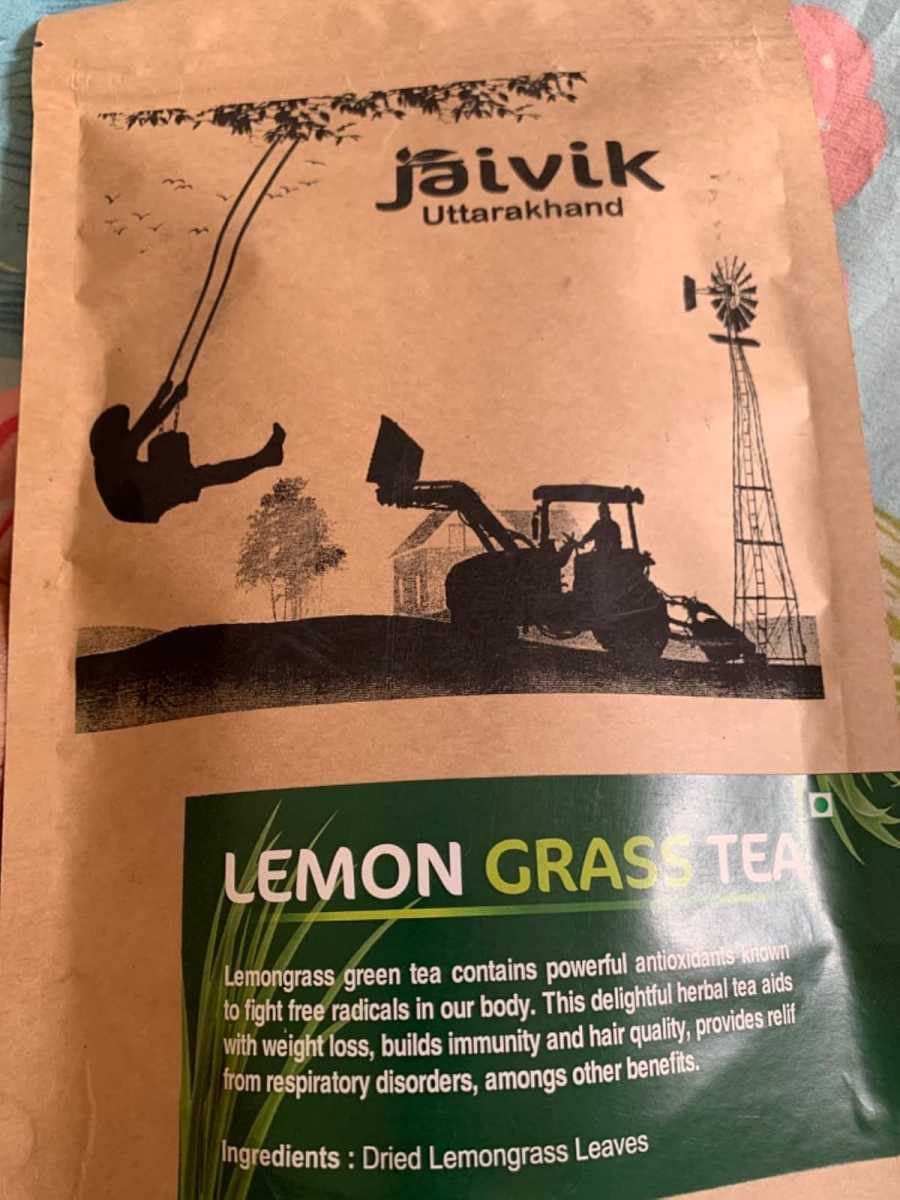 Jaivik
Uttarakhand
LEMON GRASS TEA
Lemongrass green tea contains powerful antioxidants known
to fight free radicals in our body. This delightful herbal tea aids
with weight loss, builds immunity and hair quality, provides relif
from respiratory disorders, amongs other benefits.
Ingredients : Dried Lemongrass Leaves